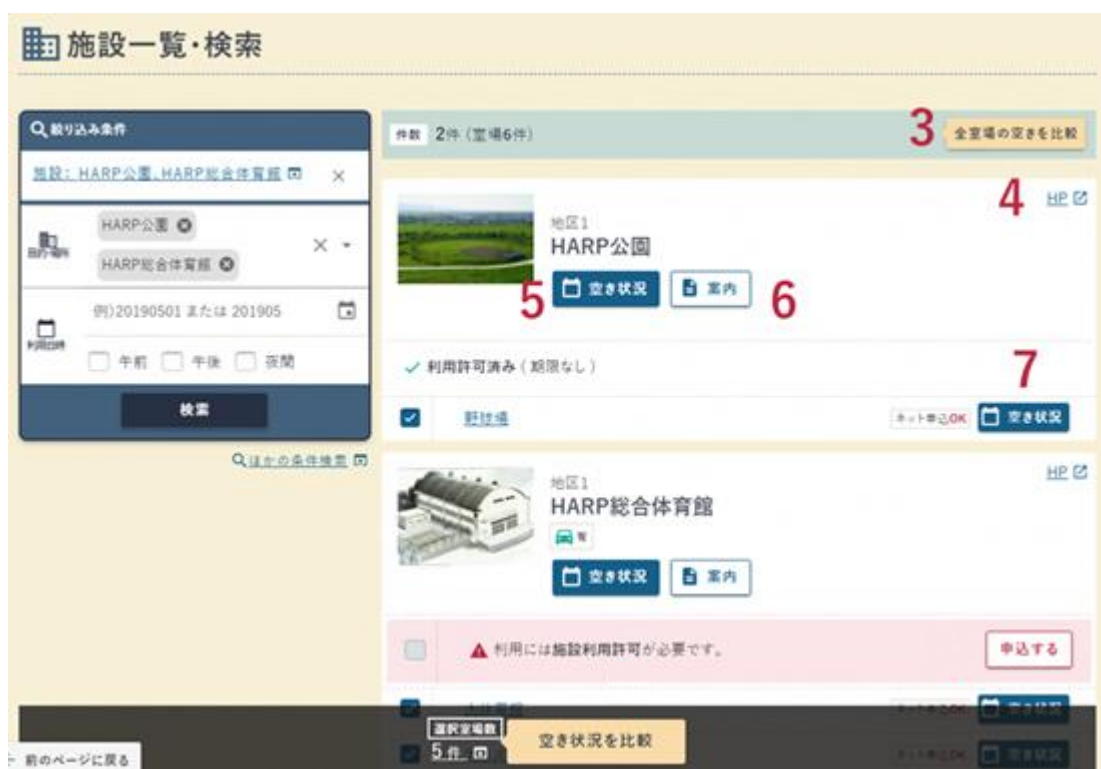 施設一覧・検索
絞り込み条件
施設: HARP公園,HARP総合体育館
HARP公園
HARP総合体育館
利用日時
例)20190501 または 201905
午前 午後 夜間
検索
ほかの条件検索
件数 2件 (室場6件)
3 全室場の空きを比較
4 HP
地区1
HARP公園
5 空き状況 案内 6
利用許可済み (期限なし)
7
野球場 ネット申込OK 空き状況
HP
地区1
HARP総合体育館
有
空き状況 案内
利用には施設利用許可が必要です。 申込する
選択室場数
5件 空き状況を比較
前のページに戻る